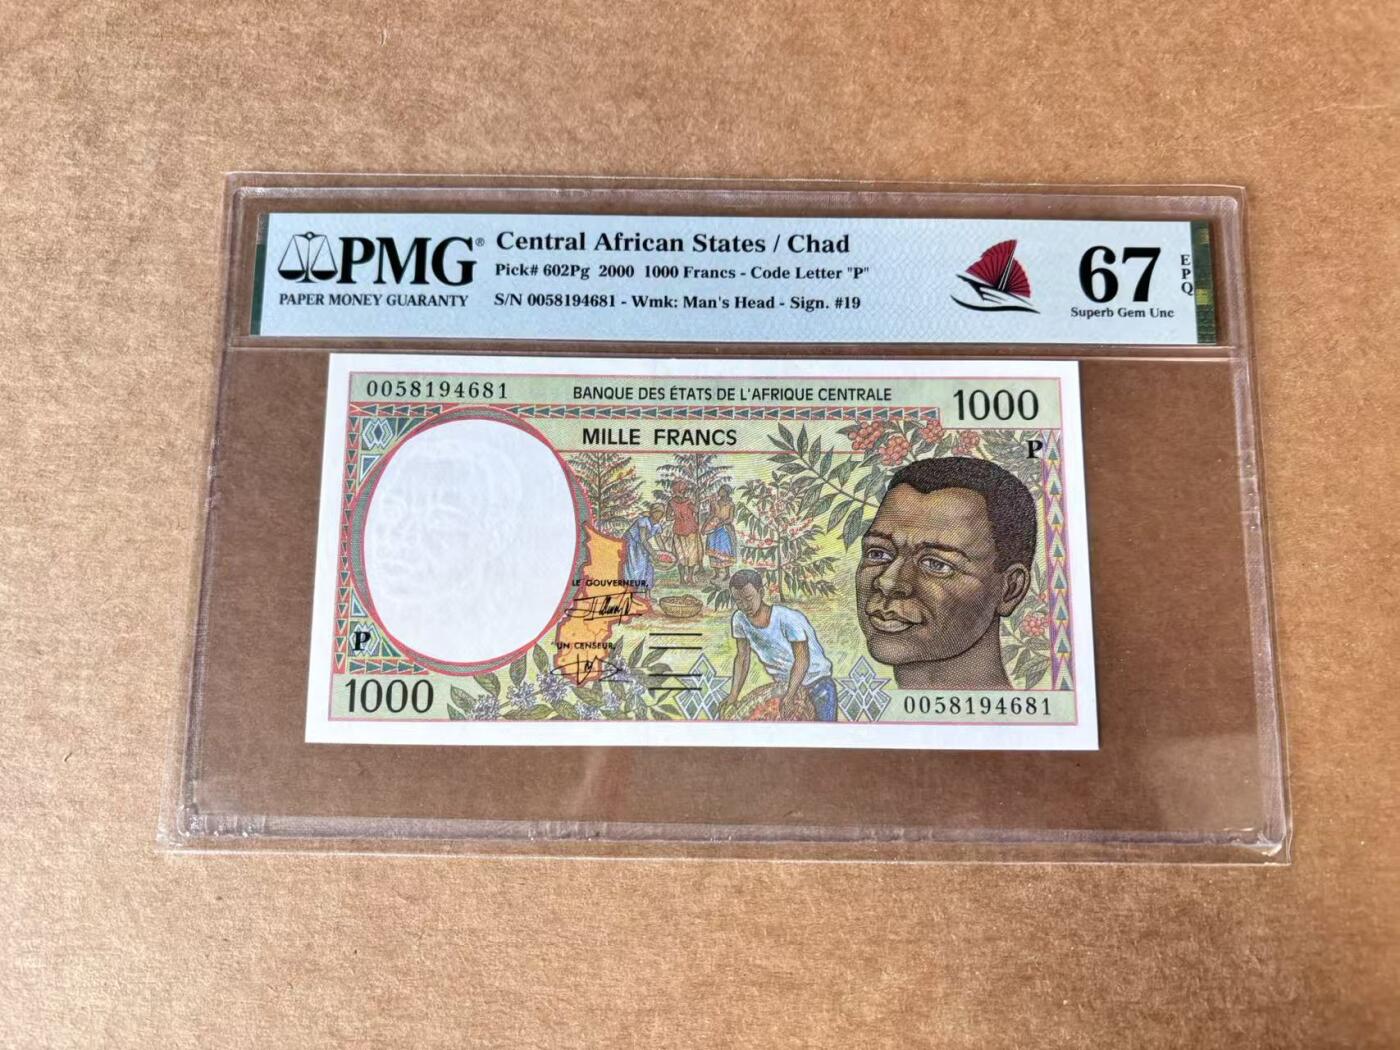 PMG®
PAPER MONEY GUARANTY
Central African States / Chad
Pick# 602Pg 2000 1000 Francs - Code Letter "P"
S/N 0058194681 - Wmk: Man's Head - Sign. #19
67
EPQ
Superb Gem Unc
0058194681
BANQUE DES ÉTATS DE L'AFRIQUE CENTRALE
1000
MILLE FRANCS
P
LE GOUVERNEUR,
P
UN CENSEUR,
1000
0058194681